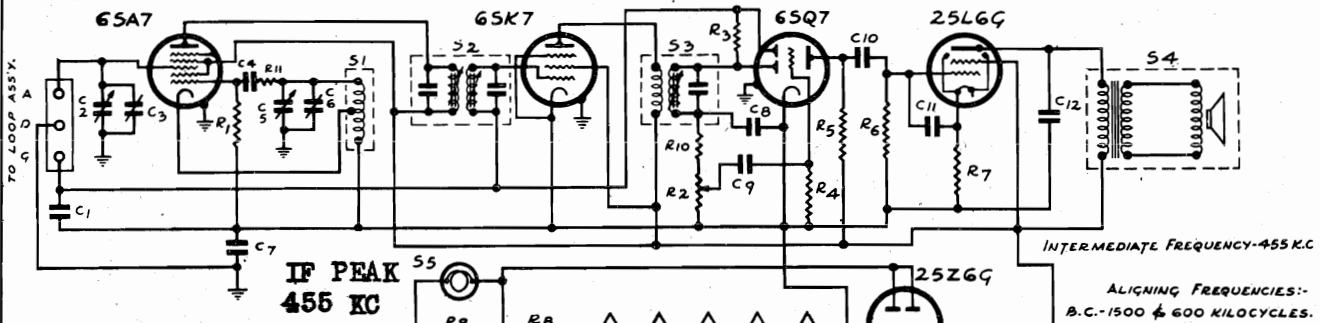 6SA7
6SK7
6SQ7
25L6G
TO LOOP ASS'Y.
A
D
G
C2
C3
C1
R1
C4
R11
C5
C6
S1
C7
S2
S3
R3
R10
R2
C8
C9
R4
R5
C10
R6
C11
R7
C12
S4
INTERMEDIATE FREQUENCY-455 K.C
IF PEAK
455 KC
S5
R9
R8
25Z6G
ALIGNING FREQUENCIES:-
B.C.-1500 & 600 KILOCYCLES.